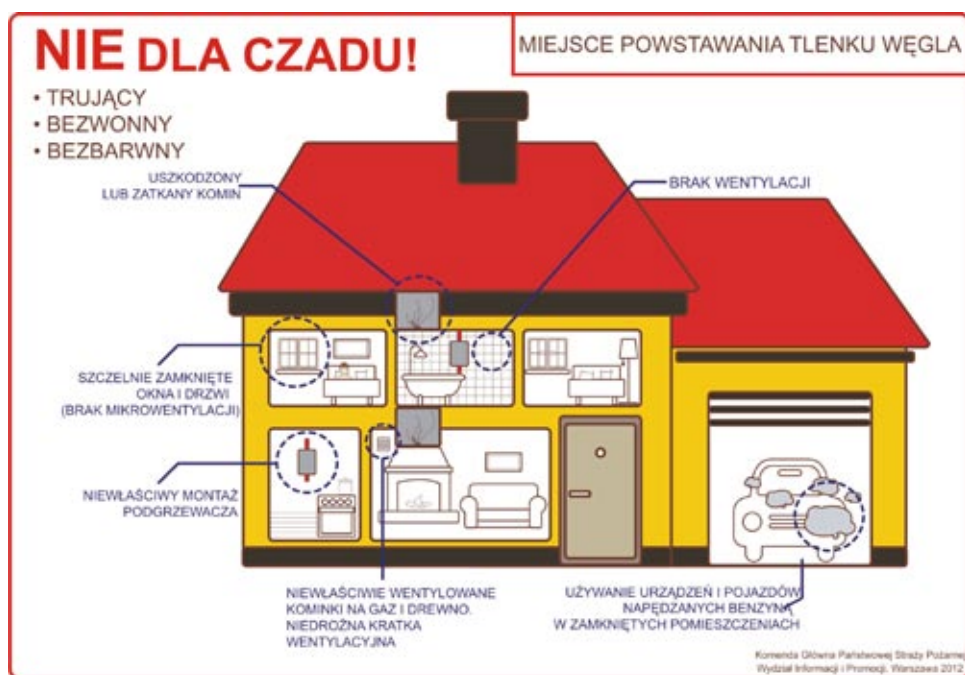 NIE DLA CZADU!
MIEJSCE POWSTAWANIA TLENKU WĘGLA
• TRUJĄCY
• BEZWONNY
• BEZBARWNY
USZKODZONY
LUB ZATKANY KOMIN
BRAK WENTYLACJI
SZCZELNIE ZAMKNIĘTE
OKNA I DRZWI
(BRAK MIKROWENTYLACJI)
NIEWŁAŚCIWY MONTAŻ
PODGRZEWACZA
NIEWŁAŚCIWIE WENTYLOWANE
KOMINKI NA GAZ I DREWNO.
NIEDROŻNA KRATKA
WENTYLACYJNA
UŻYWANIE URZĄDZEŃ I POJAZDÓW
NAPĘDZANYCH BENZYNĄ
W ZAMKNIĘTYCH POMIESZCZENIACH
Komenda Główna Państwowej Straży Pożarnej
Wydział Informacji i Promocji, Warszawa 2012